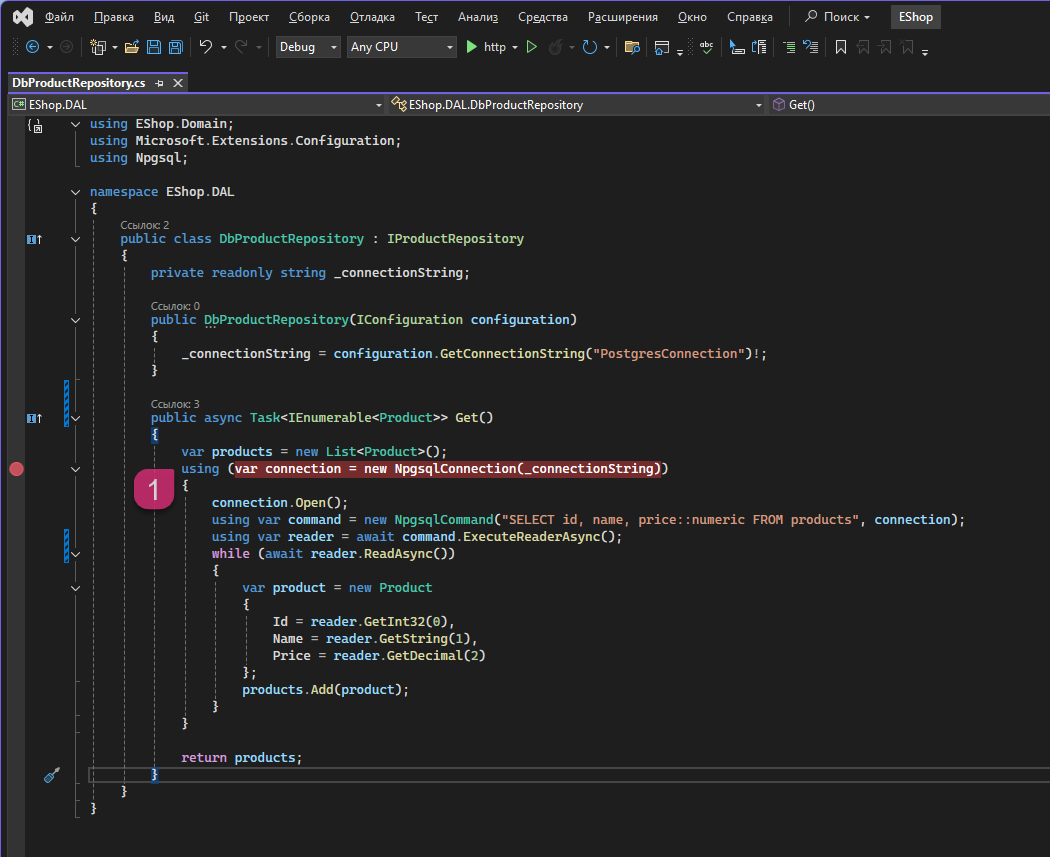 Файл Правка Вид Git Проект Сборка Отладка Тест Анализ Средства Расширения Окно Справка Поиск EShop
Debug Any CPU http abc
DbProductRepository.cs
C# EShop.DAL EShop.DAL.DbProductRepository Get()
using EShop.Domain;
using Microsoft.Extensions.Configuration;
using Npgsql;
namespace EShop.DAL
{
Ссылок: 2
public class DbProductRepository : IProductRepository
{
private readonly string _connectionString;
Ссылок: 0
public DbProductRepository(IConfiguration configuration)
{
_connectionString = configuration.GetConnectionString("PostgresConnection")!;
}
Ссылок: 3
public async Task<IEnumerable<Product>> Get()
{
var products = new List<Product>();
using (var connection = new NpgsqlConnection(_connectionString))
1
{
connection.Open();
using var command = new NpgsqlCommand("SELECT id, name, price::numeric FROM products", connection);
using var reader = await command.ExecuteReaderAsync();
while (await reader.ReadAsync())
{
var product = new Product
{
Id = reader.GetInt32(0),
Name = reader.GetString(1),
Price = reader.GetDecimal(2)
};
products.Add(product);
}
}
return products;
}
}
}